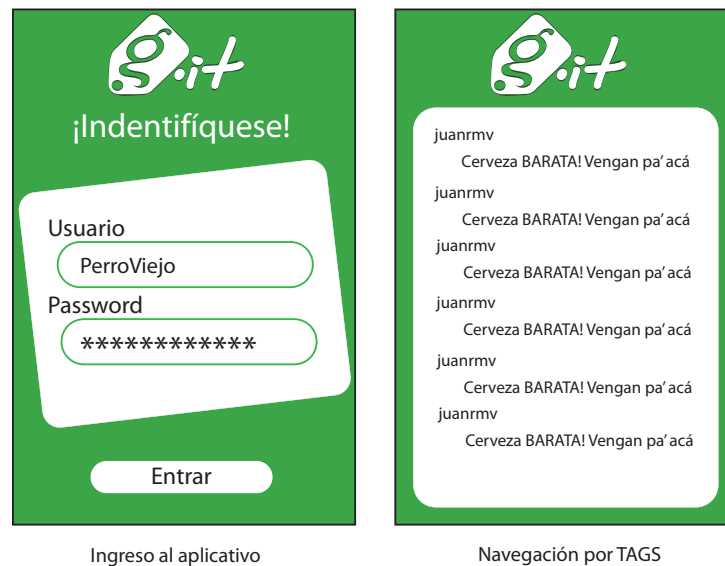 g.it
¡Indentifíquese!
Usuario
PerroViejo
Password
************
Entrar
Ingreso al aplicativo
g.it
juanrmv
Cerveza BARATA! Vengan pa' acá
juanrmv
Cerveza BARATA! Vengan pa' acá
juanrmv
Cerveza BARATA! Vengan pa' acá
juanrmv
Cerveza BARATA! Vengan pa' acá
juanrmv
Cerveza BARATA! Vengan pa' acá
juanrmv
Cerveza BARATA! Vengan pa' acá
Navegación por TAGS